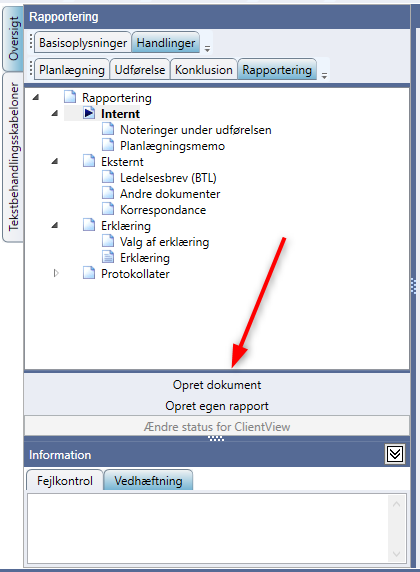 Rapportering
Oversigt
Tekstbehandlingsskabeloner
Basisoplysninger Handlinger
Planlægning Udførelse Konklusion Rapportering
Rapportering
Internt
Noteringer under udførelsen
Planlægningsmemo
Eksternt
Ledelsesbrev (BTL)
Andre dokumenter
Korrespondance
Erklæring
Valg af erklæring
Erklæring
Protokollater
Opret dokument
Opret egen rapport
Ændre status for ClientView
Information
Fejlkontrol Vedhæftning